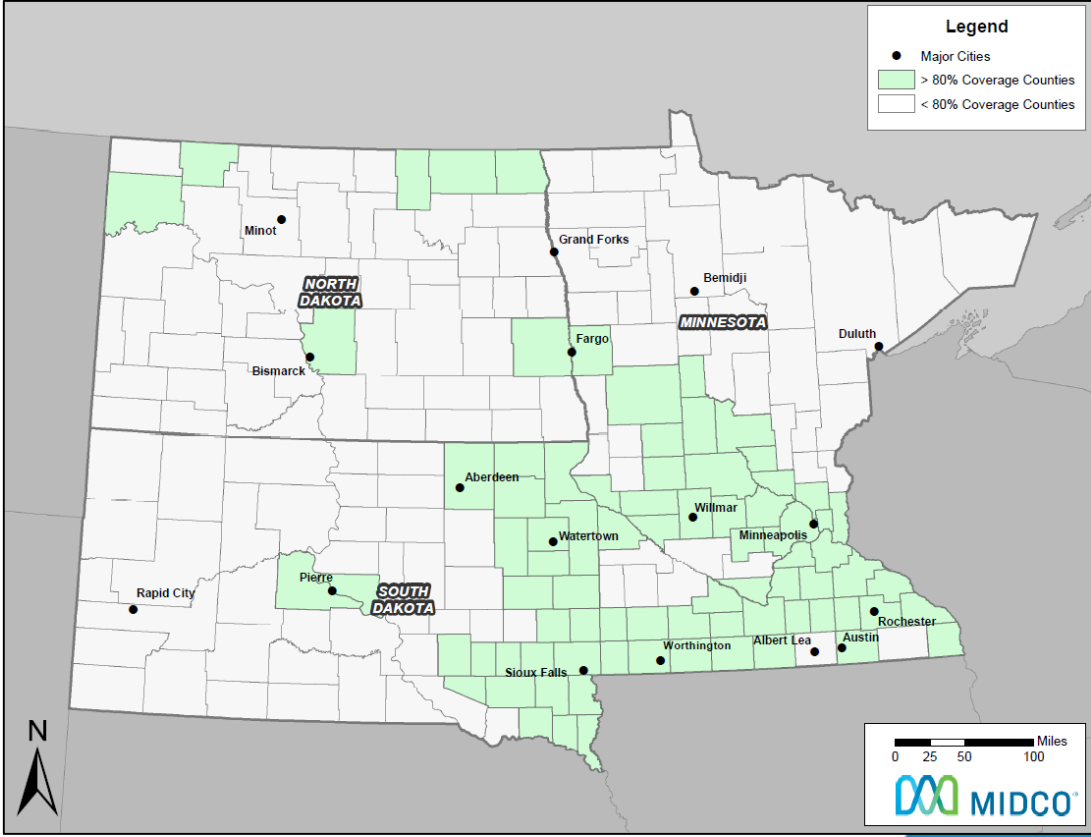 Legend
Major Cities
> 80% Coverage Counties
< 80% Coverage Counties
Minot
Grand Forks
Bemidji
NORTH
DAKOTA
MINNESOTA
Duluth
Fargo
Bismarck
Aberdeen
Willmar
Watertown
Minneapolis
Pierre
SOUTH
DAKOTA
Rapid City
Rochester
Albert Lea
Austin
Worthington
Sioux Falls
N
Miles
0 25 50 100
MIDCO